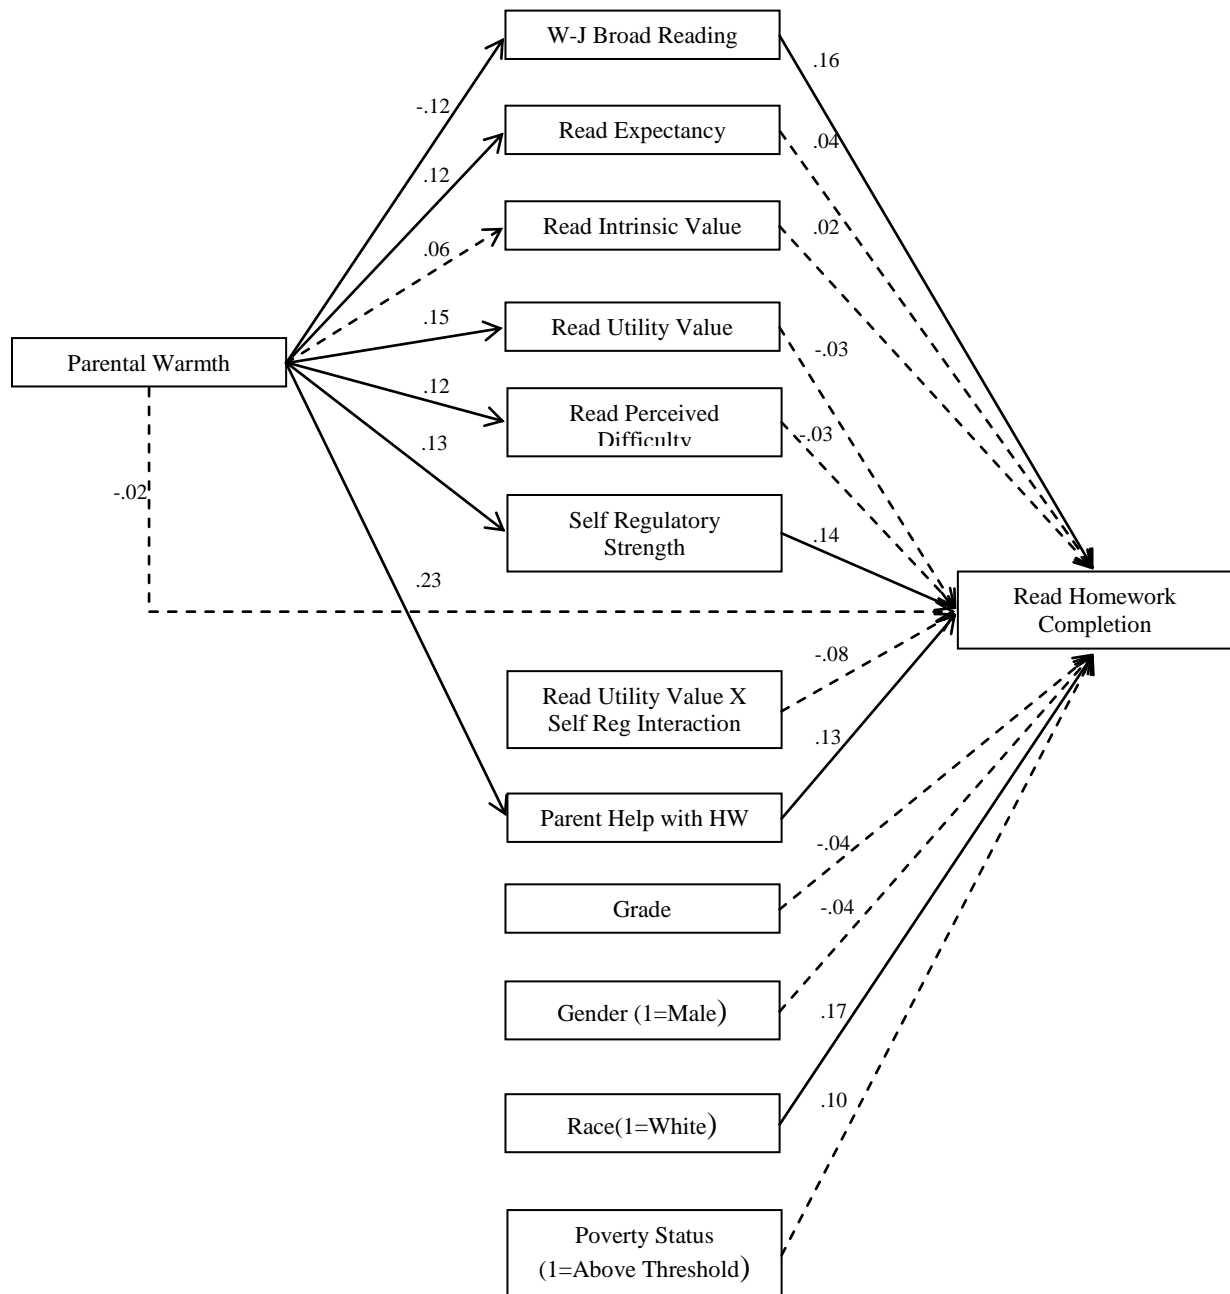 W-J Broad Reading
.16
-.12
Read Expectancy
.04
.12
Read Intrinsic Value
.02
.06
.15
Read Utility Value
-.03
Parental Warmth
.12
Read Perceived
Difficulty
-.03
.13
-.02
Self Regulatory
Strength
.14
.23
Read Homework
Completion
-.08
Read Utility Value X
Self Reg Interaction
.13
Parent Help with HW
-.04
Grade
-.04
Gender (1=Male)
.17
Race(1=White)
.10
Poverty Status
(1=Above Threshold)